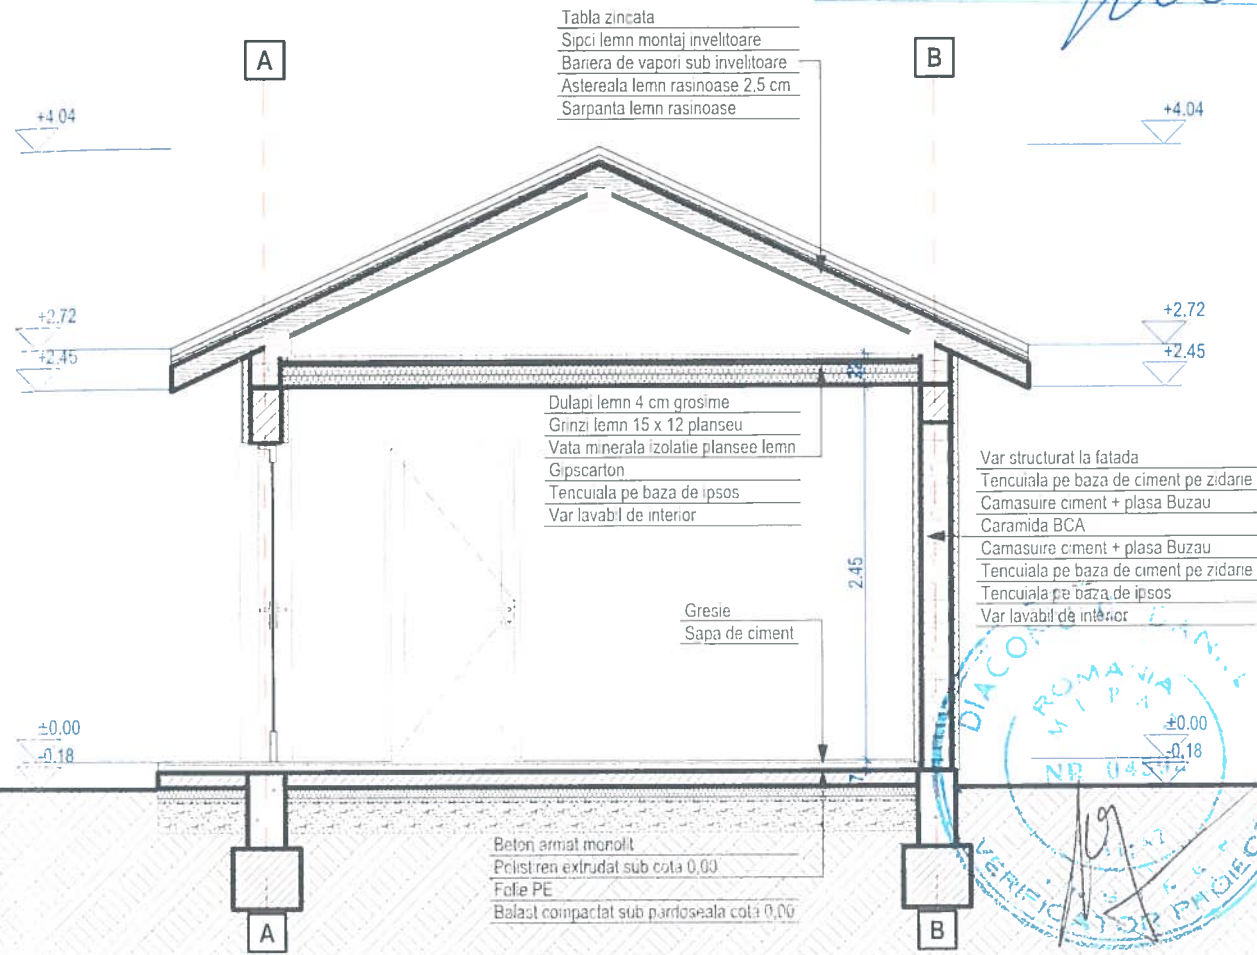 Tabla zincata
Sipci lemn montaj invelitoare
Bariera de vapori sub invelitoare
Astereala lemn rasinoase 2,5 cm
Sarpanta lemn rasinoase
A
B
+4.04
+4.04
+2.72
+2.45
+2.72
+2.45
22
Dulapi lemn 4 cm grosime
Grinzi lemn 15 x 12 planseu
Vata minerala izolatie plansee lemn
Gipscarton
Tencuiala pe baza de ipsos
Var lavabil de interior
Var structurat la fatada
Tencuiala pe baza de ciment pe zidarie
Camasuire ciment + plasa Buzau
Caramida BCA
Camasuire ciment + plasa Buzau
Tencuiala pe baza de ciment pe zidarie
Tencuiala pe baza de ipsos
Var lavabil de interior
2.45
Gresie
Sapa de ciment
±0.00
-0.18
±0.00
-0.18
7
Beton armat monolit
Polistiren extrudat sub cota 0,00
Folie PE
Balast compactat sub pardoseala cota 0,00
A
B
ROMANIA
VERIFICATOR PROIECT